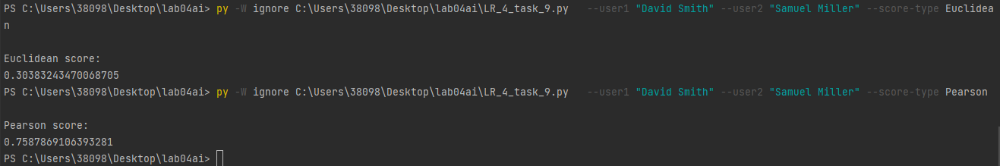 PS C:\Users\38098\Desktop\lab04ai> py -W ignore C:\Users\38098\Desktop\lab04ai\LR_4_task_9.py   --user1 "David Smith" --user2 "Samuel Miller" --score-type Euclidea
n
Euclidean score:
0.30383243470068705
PS C:\Users\38098\Desktop\lab04ai> py -W ignore C:\Users\38098\Desktop\lab04ai\LR_4_task_9.py   --user1 "David Smith" --user2 "Samuel Miller" --score-type Pearson
Pearson score:
0.7587869106393281
PS C:\Users\38098\Desktop\lab04ai>